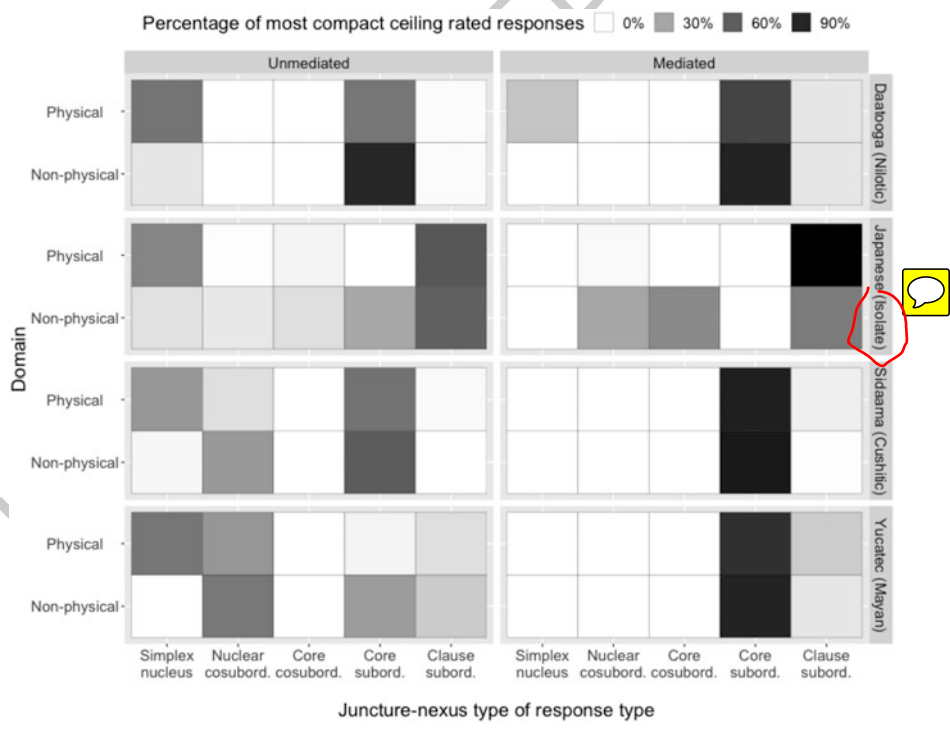 Percentage of most compact ceiling rated responses 0% 30% 60% 90%
Unmediated Mediated
Physical
Non-physical
Daatooga (Nilotic)
Physical
Non-physical
Japanese (Isolate)
Physical
Non-physical
Sidaama (Cushitic)
Physical
Non-physical
Yucatec (Mayan)
Domain
Simplex Nuclear Core Core Clause Simplex Nuclear Core Core Clause
nucleus cosubord. cosubord. subord. subord. nucleus cosubord. cosubord. subord. subord.
Juncture-nexus type of response type